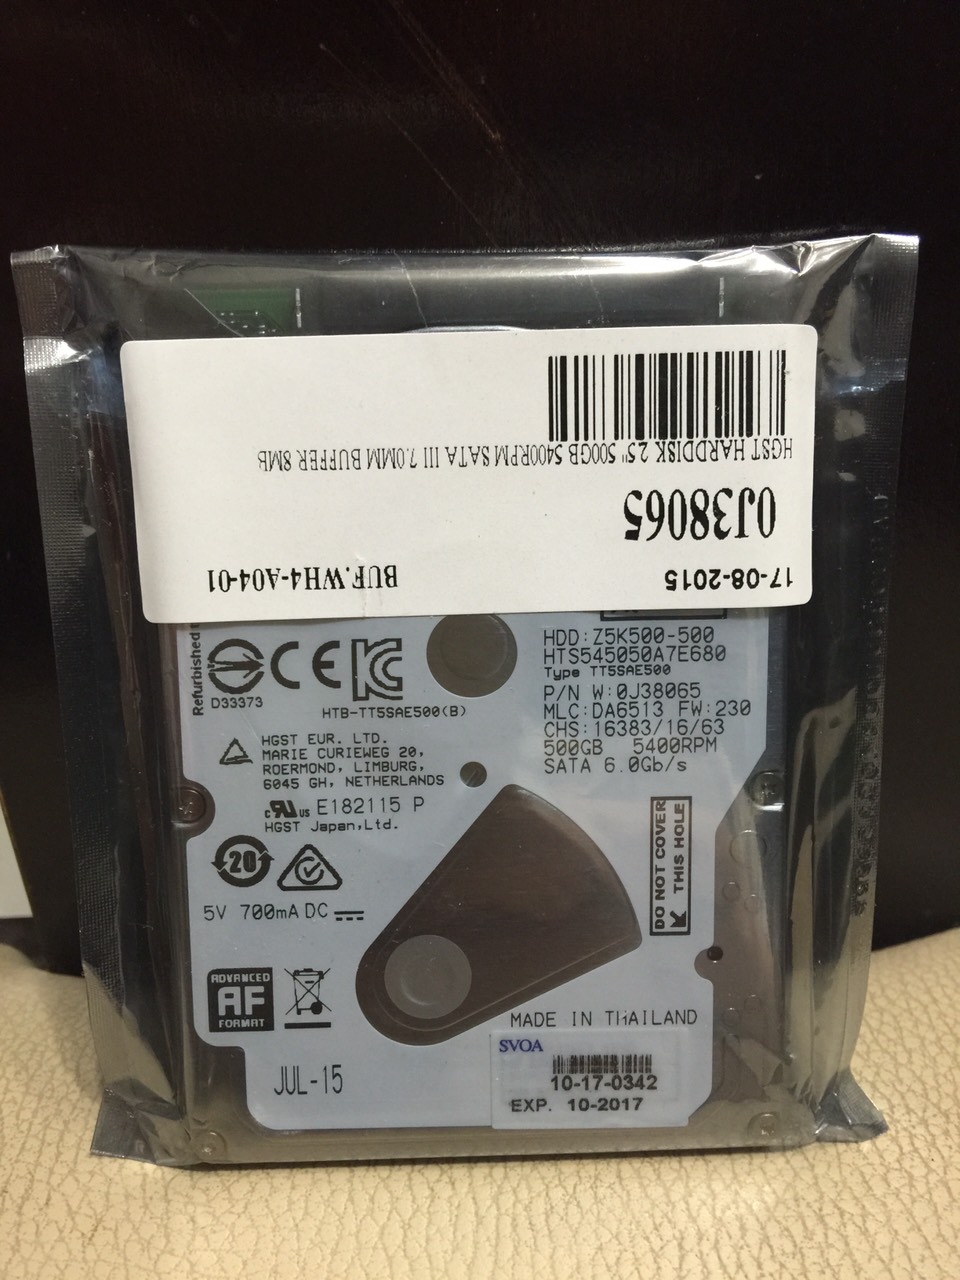 HGST HARDDISK 2.5" 500GB 5400RPM SATA III 7.0MM BUFFER 8MB
0J38065
17-08-2015
BUF.WH4-A04-01
Refurbished
D33373
HTB-TT5SAE500(B)
HDD: Z5K500-500
HTS545050A7E680
Type TT5SAE500
P/N W: 0J38065
MLC: DA6513 FW: 230
CHS: 16383/16/63
500GB 5400RPM
SATA 6.0Gb/s
HGST EUR. LTD.
MARIE CURIEWEG 20,
ROERMOND, LIMBURG,
6045 GH, NETHERLANDS
c RU us E182115 P
HGST Japan,Ltd.
20
5V 700mA DC
DO NOT COVER
THIS HOLE
ADVANCED
AF
FORMAT
MADE IN THAILAND
JUL-15
SVOA
10-17-0342
EXP. 10-2017